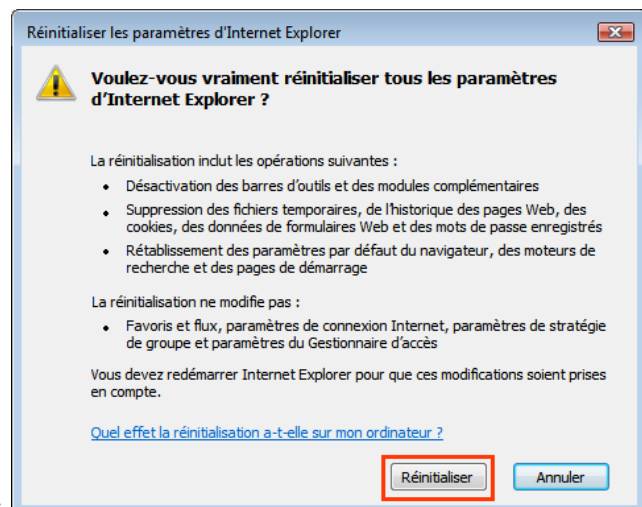 Réinitialiser les paramètres d'Internet Explorer
Voulez-vous vraiment réinitialiser tous les paramètres
d'Internet Explorer ?
La réinitialisation inclut les opérations suivantes :
• Désactivation des barres d'outils et des modules complémentaires
• Suppression des fichiers temporaires, de l'historique des pages Web, des
cookies, des données de formulaires Web et des mots de passe enregistrés
• Rétablissement des paramètres par défaut du navigateur, des moteurs de
recherche et des pages de démarrage
La réinitialisation ne modifie pas :
• Favoris et flux, paramètres de connexion Internet, paramètres de stratégie
de groupe et paramètres du Gestionnaire d'accès
Vous devez redémarrer Internet Explorer pour que ces modifications soient prises
en compte.
Quel effet la réinitialisation a-t-elle sur mon ordinateur ?
Réinitialiser Annuler